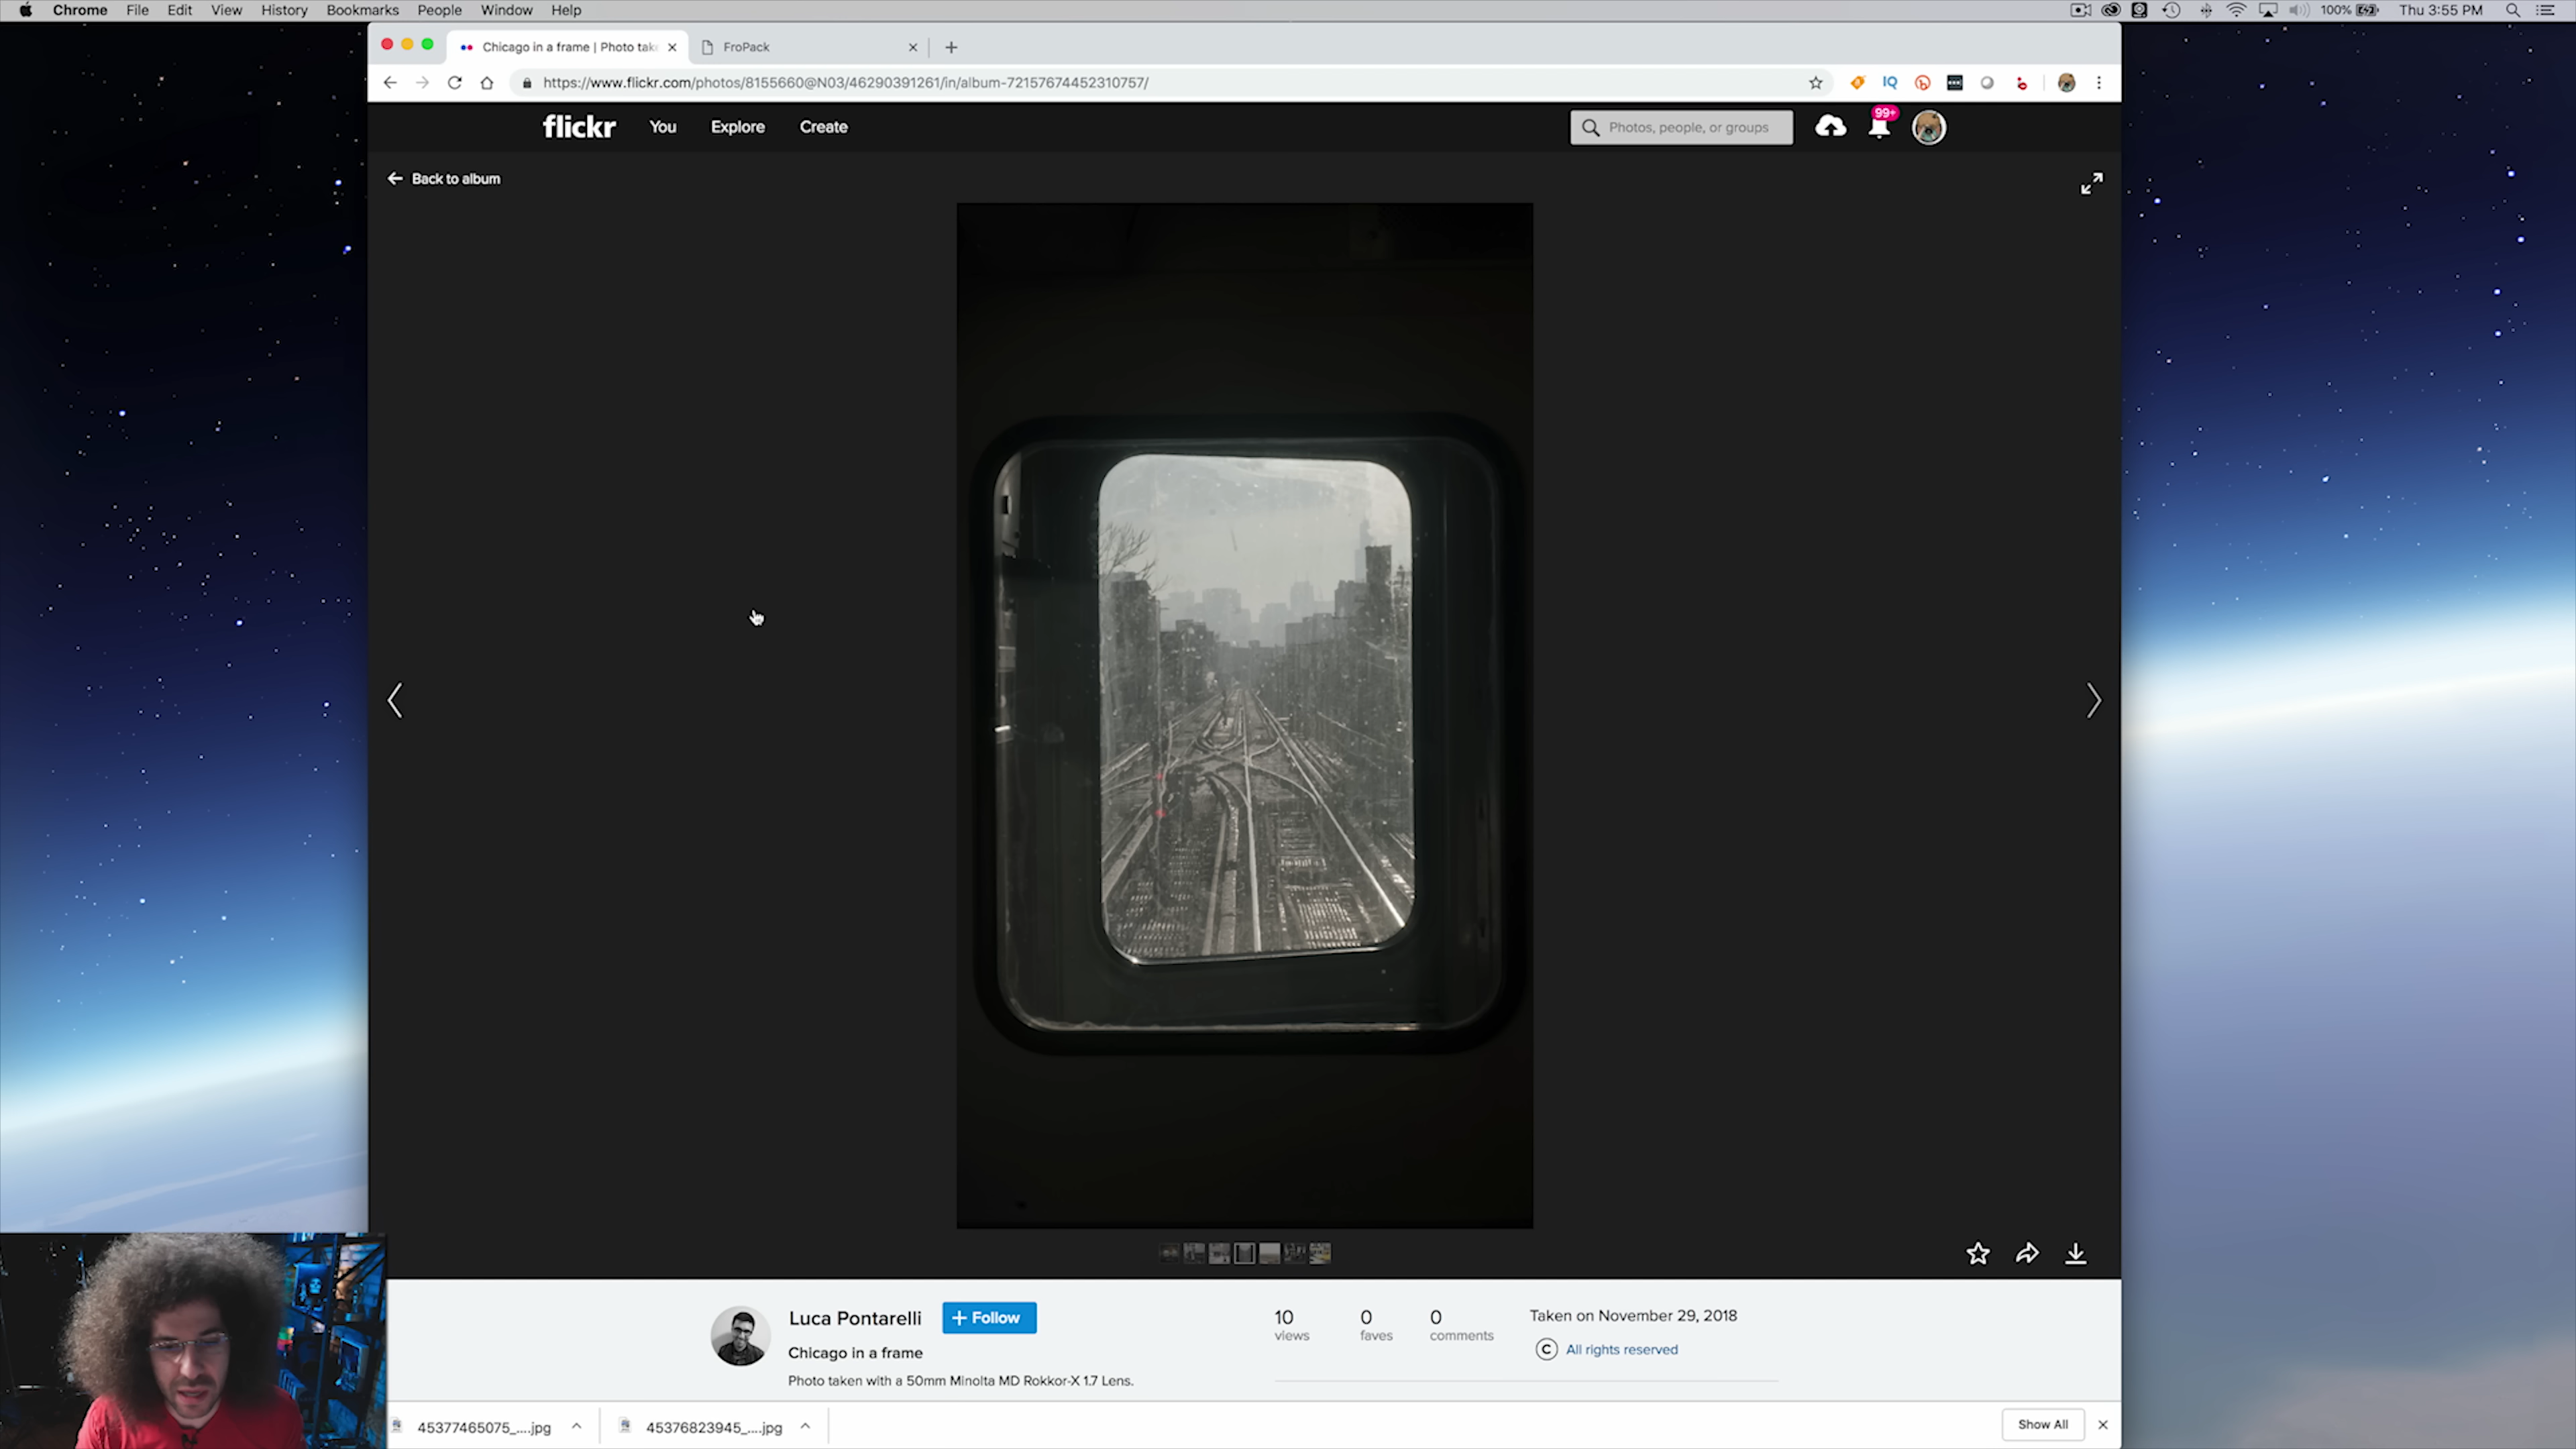 Chrome File Edit View History Bookmarks People Window Help 100% Thu 3:55 PM
Chicago in a frame | Photo tak FroPack
https://www.flickr.com/photos/8155660@N03/46290391261/in/album-72157674452310757/ IQ
flickr You Explore Create Photos, people, or groups 99+
Back to album
Luca Pontarelli + Follow
Chicago in a frame
Photo taken with a 50mm Minolta MD Rokkor-X 1.7 Lens.
10 views
0 faves
0 comments
Taken on November 29, 2018
All rights reserved
45377465075_....jpg 45376823945_....jpg Show All